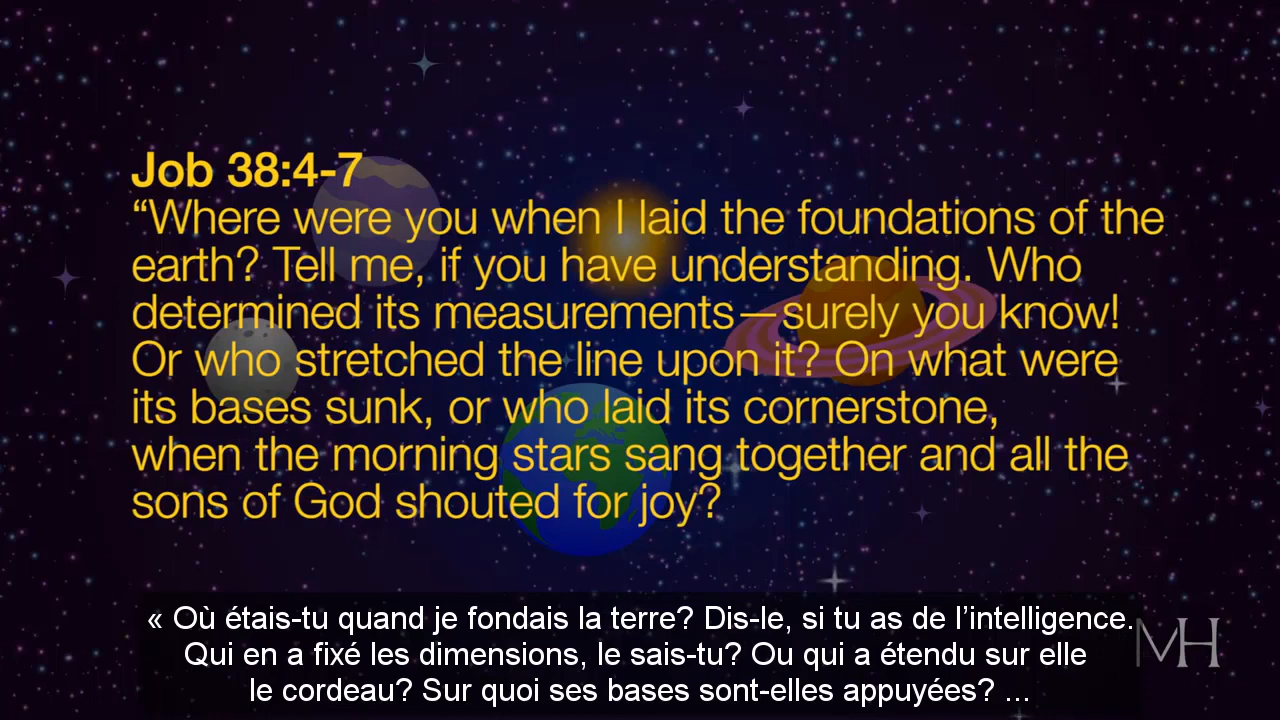 Job 38:4-7
“Where were you when I laid the foundations of the
earth? Tell me, if you have understanding. Who
determined its measurements—surely you know!
Or who stretched the line upon it? On what were
its bases sunk, or who laid its cornerstone,
when the morning stars sang together and all the
sons of God shouted for joy?
« Où étais-tu quand je fondais la terre? Dis-le, si tu as de l’intelligence.
Qui en a fixé les dimensions, le sais-tu? Ou qui a étendu sur elle
le cordeau? Sur quoi ses bases sont-elles appuyées? ...
MH